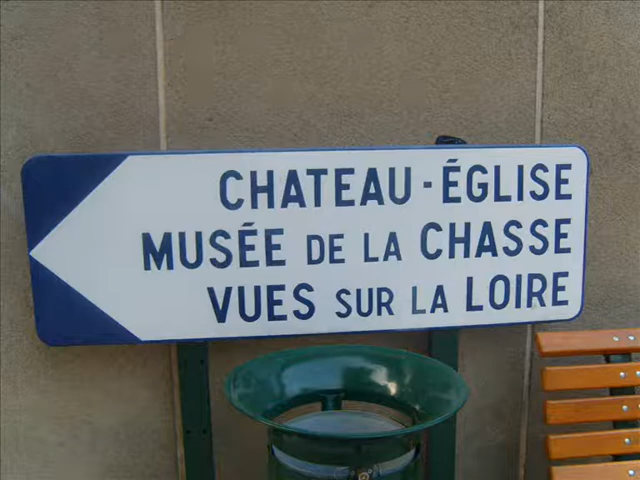 CHATEAU - ÉGLISE
MUSÉE DE LA CHASSE
VUES SUR LA LOIRE